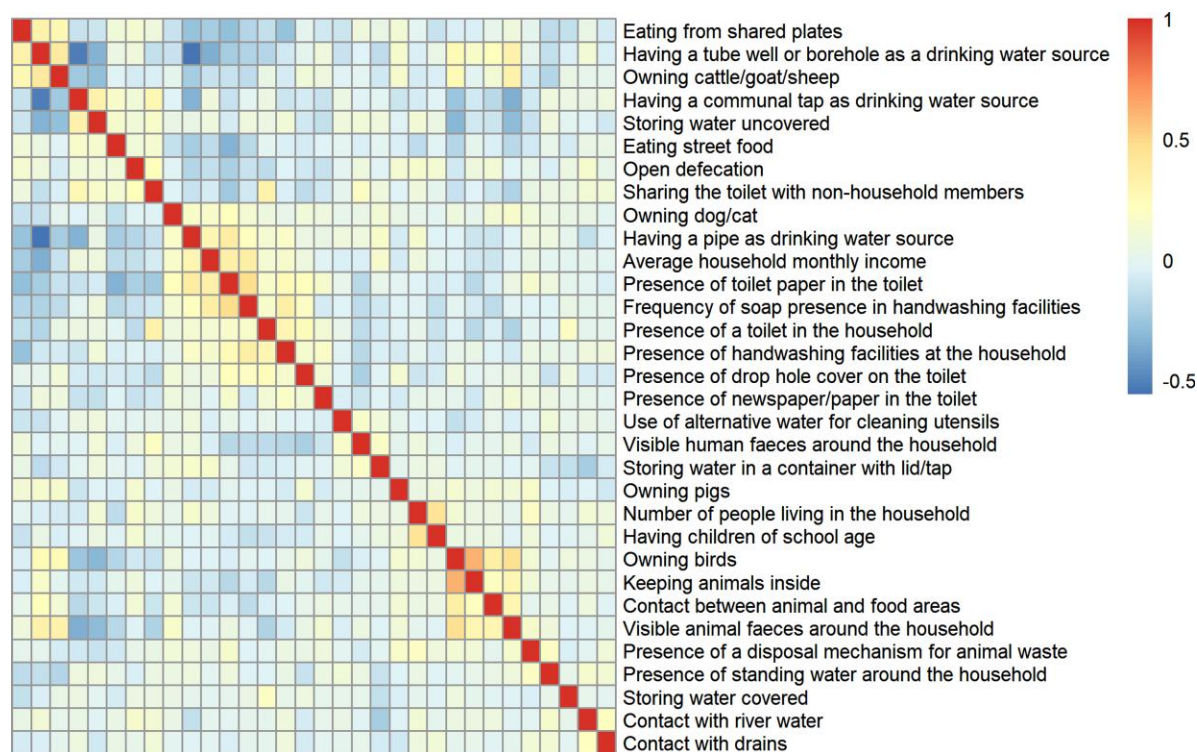 Eating from shared plates
Having a tube well or borehole as a drinking water source
Owning cattle/goat/sheep
Having a communal tap as drinking water source
Storing water uncovered
Eating street food
Open defecation
Sharing the toilet with non-household members
Owning dog/cat
Having a pipe as drinking water source
Average household monthly income
Presence of toilet paper in the toilet
Frequency of soap presence in handwashing facilities
Presence of a toilet in the household
Presence of handwashing facilities at the household
Presence of drop hole cover on the toilet
Presence of newspaper/paper in the toilet
Use of alternative water for cleaning utensils
Visible human faeces around the household
Storing water in a container with lid/tap
Owning pigs
Number of people living in the household
Having children of school age
Owning birds
Keeping animals inside
Contact between animal and food areas
Visible animal faeces around the household
Presence of a disposal mechanism for animal waste
Presence of standing water around the household
Storing water covered
Contact with river water
Contact with drains
1
0.5
0
-0.5